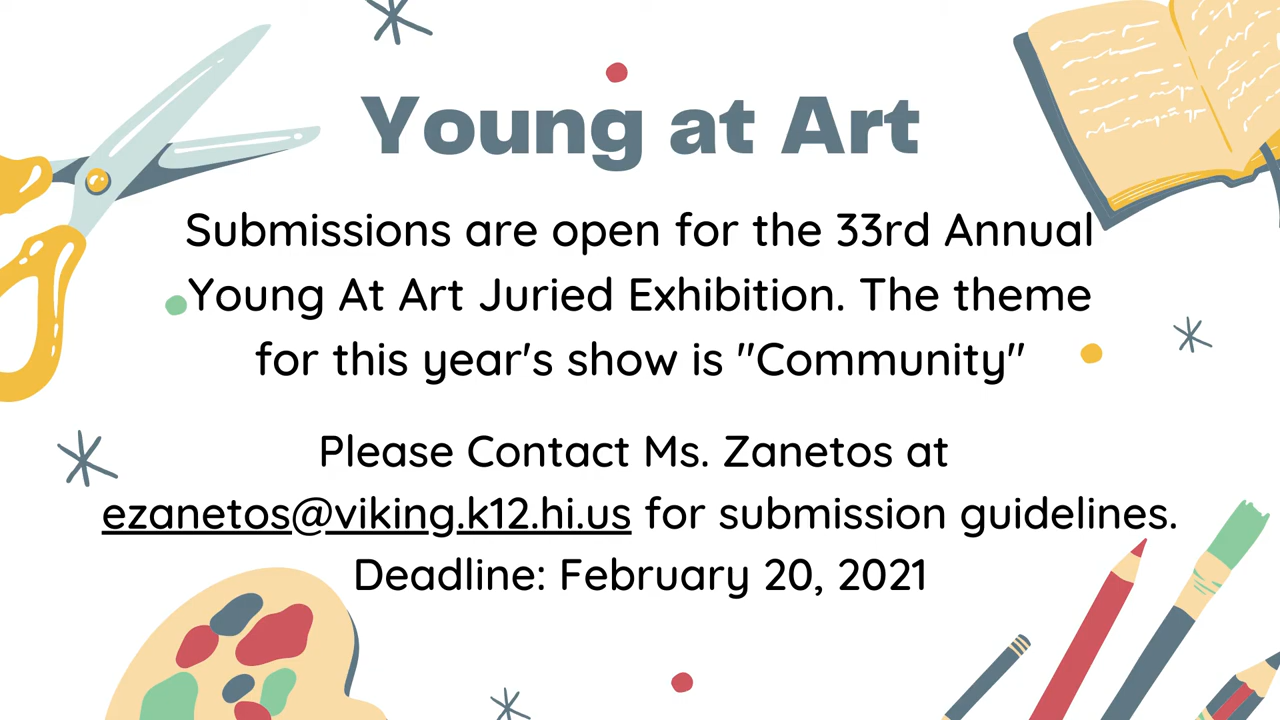 Young at Art
Submissions are open for the 33rd Annual
Young At Art Juried Exhibition. The theme
for this year's show is "Community"
Please Contact Ms. Zanetos at
ezanetos@viking.k12.hi.us for submission guidelines.
Deadline: February 20, 2021